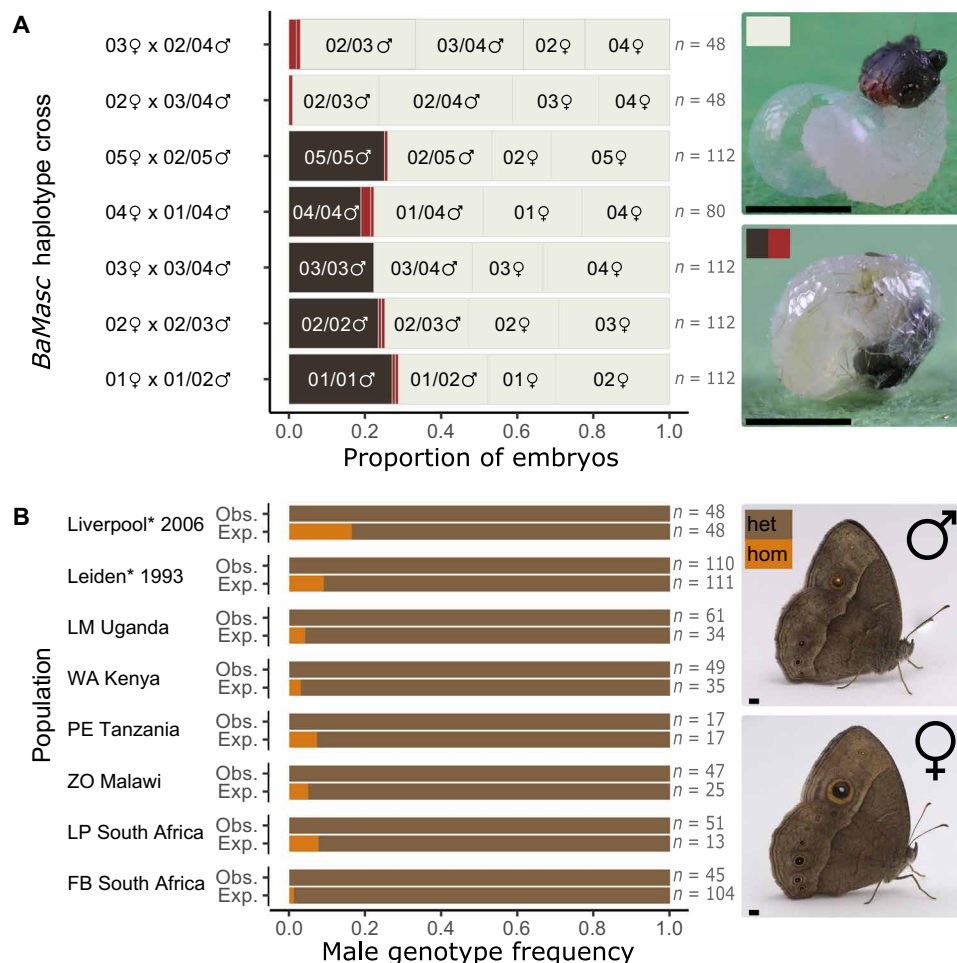 A
BaMasc haplotype cross
03♀ x 02/04♂ 02/03 ♂ 03/04♂ 02♀ 04♀ n = 48
02♀ x 03/04♂ 02/03♂ 02/04♂ 03♀ 04♀ n = 48
05♀ x 02/05♂ 05/05♂ 02/05♂ 02♀ 05♀ n = 112
04♀ x 01/04♂ 04/04♂ 01/04♂ 01♀ 04♀ n = 80
03♀ x 03/04♂ 03/03♂ 03/04♂ 03♀ 04♀ n = 112
02♀ x 02/03♂ 02/02♂ 02/03♂ 02♀ 03♀ n = 112
01♀ x 01/02♂ 01/01♂ 01/02♂ 01♀ 02♀ n = 112
0.0 0.2 0.4 0.6 0.8 1.0
Proportion of embryos
B
Population
Liverpool* 2006
Obs. n = 48
Exp. n = 48
Leiden* 1993
Obs. n = 110
Exp. n = 111
LM Uganda
Obs. n = 61
Exp. n = 34
WA Kenya
Obs. n = 49
Exp. n = 35
PE Tanzania
Obs. n = 17
Exp. n = 17
ZO Malawi
Obs. n = 47
Exp. n = 25
LP South Africa
Obs. n = 51
Exp. n = 13
FB South Africa
Obs. n = 45
Exp. n = 104
0.0 0.2 0.4 0.6 0.8 1.0
Male genotype frequency
het
hom
♂
♀